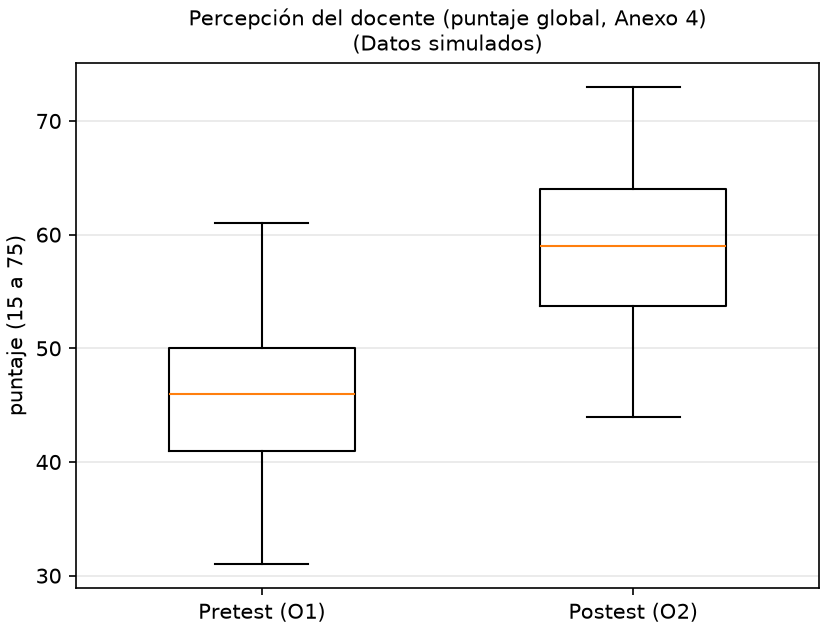 Percepción del docente (puntaje global, Anexo 4)
(Datos simulados)
puntaje (15 a 75)
70
60
50
40
30
Pretest (O1)
Postest (O2)